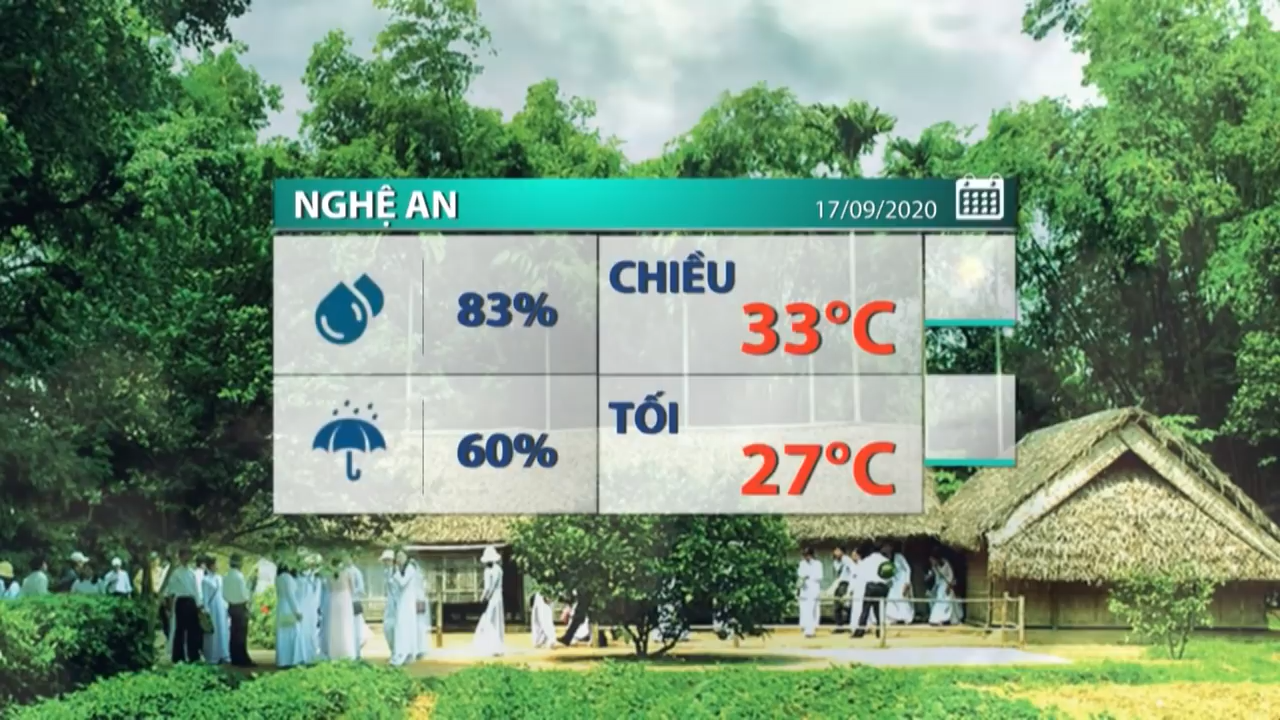 NGHỆ AN
17/09/2020
83%
CHIỀU
33°C
60%
TỐI
27°C